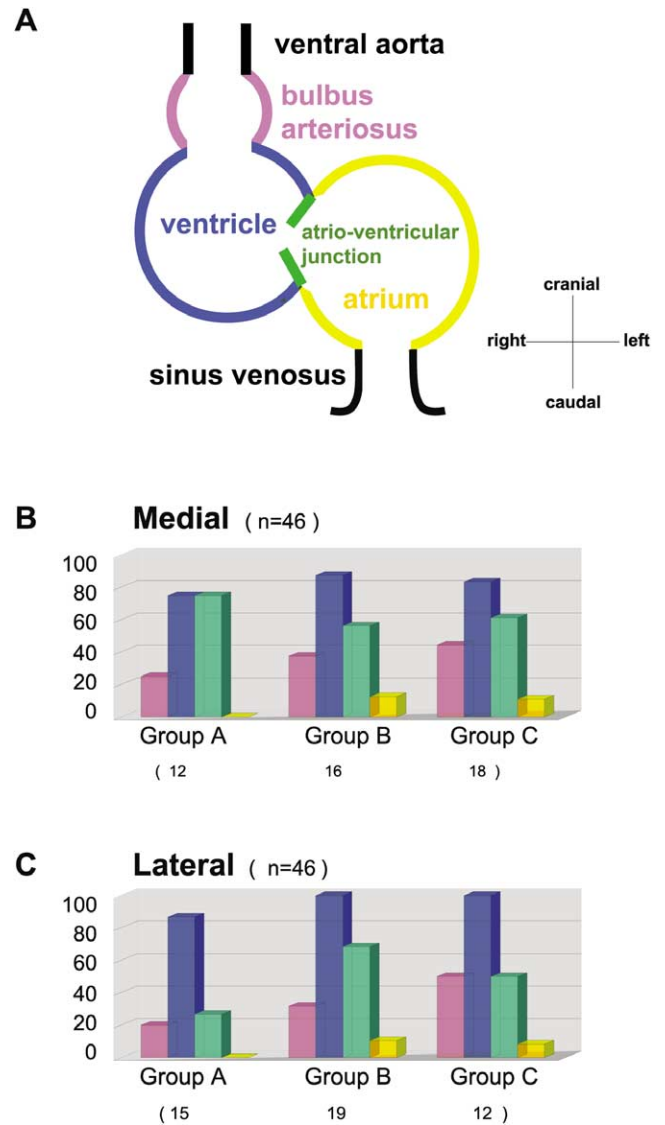 A
ventral aorta
bulbus
arteriosus
ventricle
atrio-ventricular
junction
atrium
sinus venosus
cranial
right left
caudal
B Medial ( n=46 )
100
80
60
40
20
0
Group A Group B Group C
( 12 16 18 )
C Lateral ( n=46 )
100
80
60
40
20
0
Group A Group B Group C
( 15 19 12 )